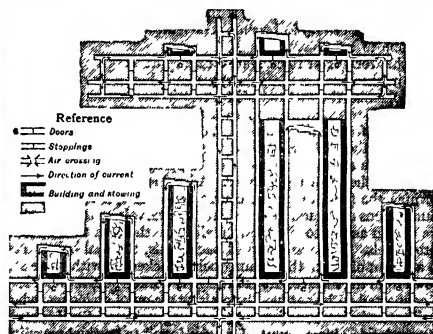 Reference
Doors
Stoppings
Air crossing
Direction of current
Building and stowing